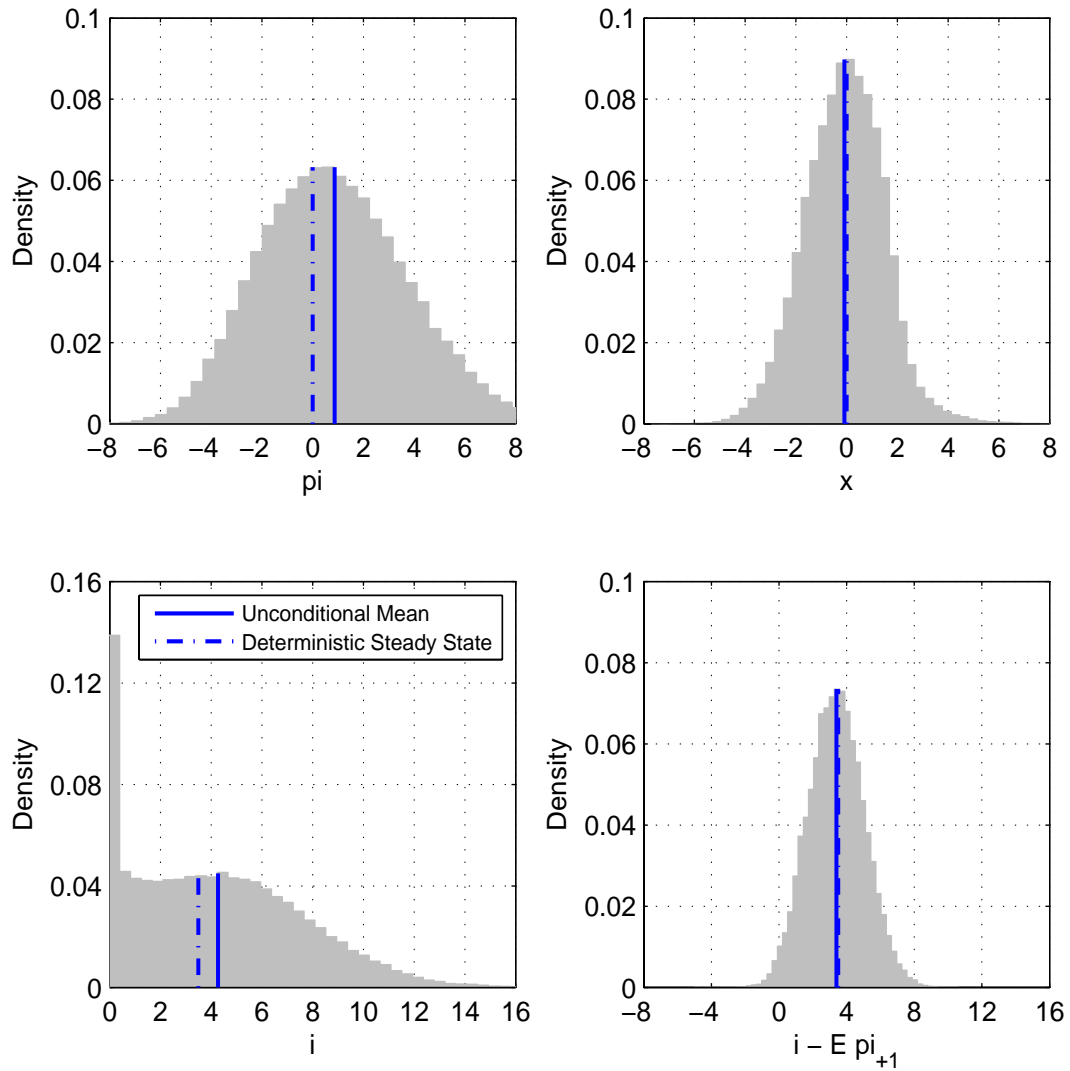 0.1
0.08
0.06
0.04
0.02
0
Density
−8 −6 −4 −2 0 2 4 6 8
pi
0.1
0.08
0.06
0.04
0.02
0
Density
−8 −6 −4 −2 0 2 4 6 8
x
0.16
0.12
0.08
0.04
0
Density
Unconditional Mean
Deterministic Steady State
0 2 4 6 8 10 12 14 16
i
0.1
0.08
0.06
0.04
0.02
0
Density
−8 −4 0 4 8 12 16
i − E pi+1